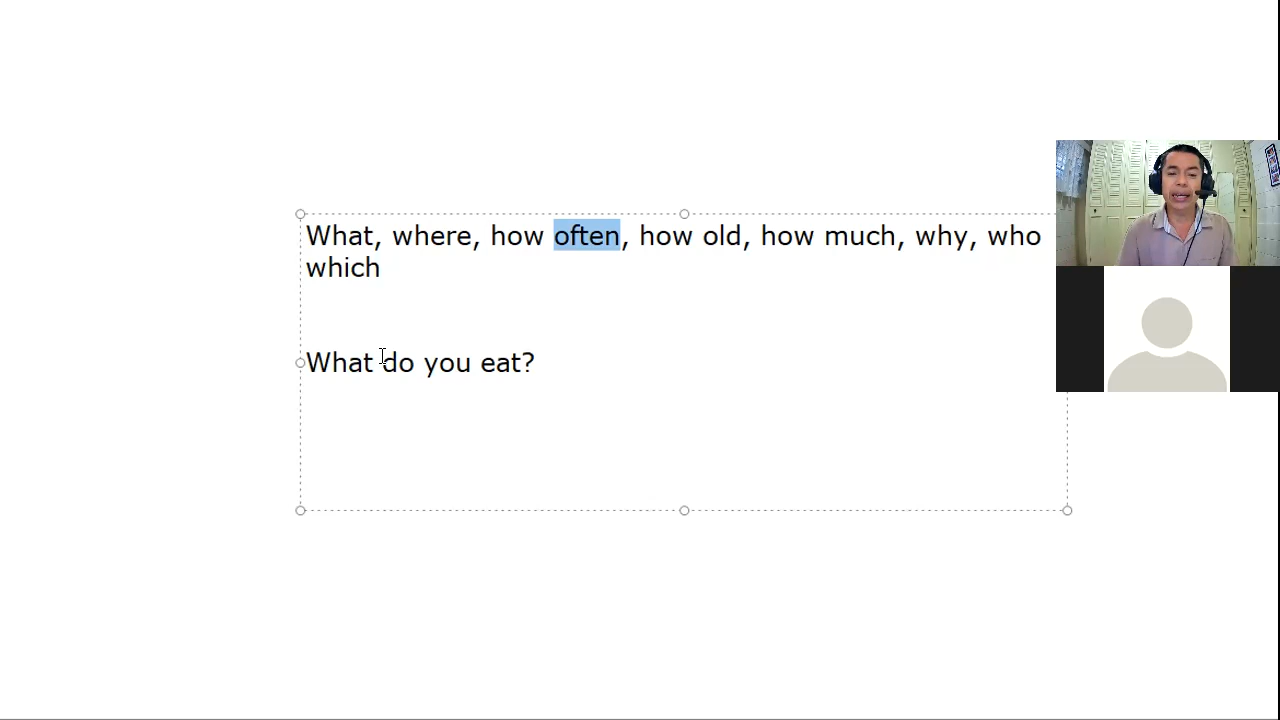 What, where, how often, how old, how much, why, who
which
What do you eat?